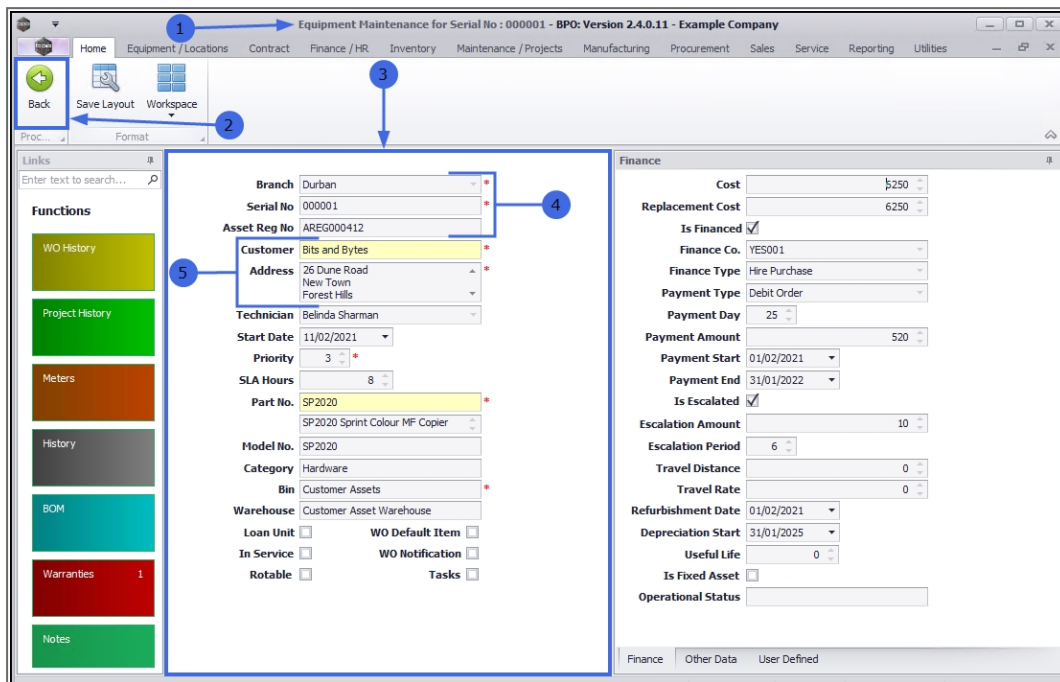 1
Equipment Maintenance for Serial No : 000001 - BPO: Version 2.4.0.11 - Example Company
Home Equipment / Locations Contract Finance / HR Inventory Maintenance / Projects Manufacturing Procurement Sales Service Reporting Utilities
3
Back Save Layout Workspace
2
Proc... Format
Links
Enter text to search...
Functions
WO History
Project History
Meters
History
BOM
Warranties 1
Notes
Branch Durban *
Serial No 000001 *
4
Asset Reg No AREG000412
Customer Bits and Bytes *
5
Address 26 Dune Road *
New Town
Forest Hills
Technician Belinda Sharman
Start Date 11/02/2021
Priority 3 *
SLA Hours 8
Part No. SP2020 *
SP2020 Sprint Colour MF Copier
Model No. SP2020
Category Hardware
Bin Customer Assets *
Warehouse Customer Asset Warehouse
Loan Unit WO Default Item
In Service WO Notification
Rotable Tasks
Finance
Cost 5250
Replacement Cost 6250
Is Financed
Finance Co. YES001
Finance Type Hire Purchase
Payment Type Debit Order
Payment Day 25
Payment Amount 520
Payment Start 01/02/2021
Payment End 31/01/2022
Is Escalated
Escalation Amount 10
Escalation Period 6
Travel Distance 0
Travel Rate 0
Refurbishment Date 01/02/2021
Depreciation Start 31/01/2025
Useful Life 0
Is Fixed Asset
Operational Status
Finance Other Data User Defined